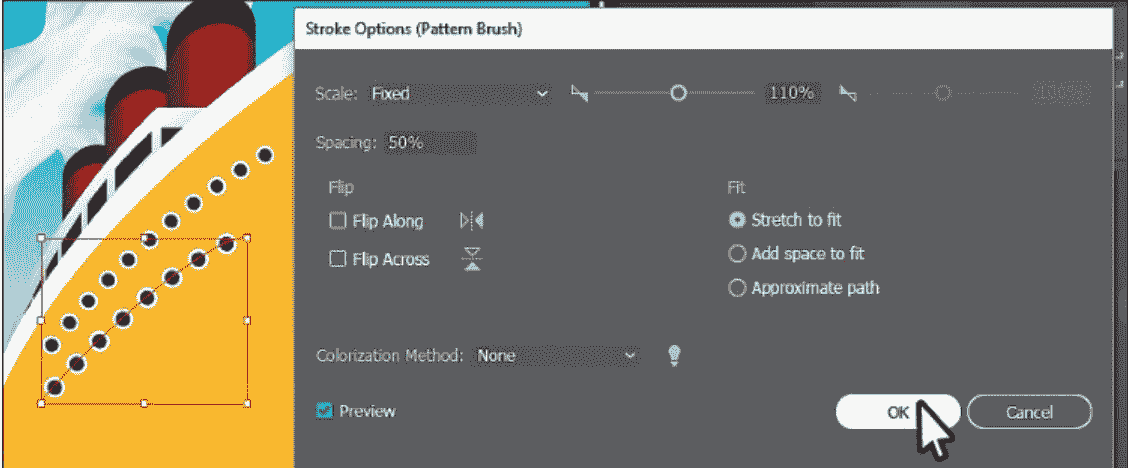 Stroke Options (Pattern Brush)
Scale: Fixed 110%
Spacing: 50%
Flip Fit
Flip Along Stretch to fit
Flip Across Add space to fit
Approximate path
Colorization Method: None
Preview OK Cancel